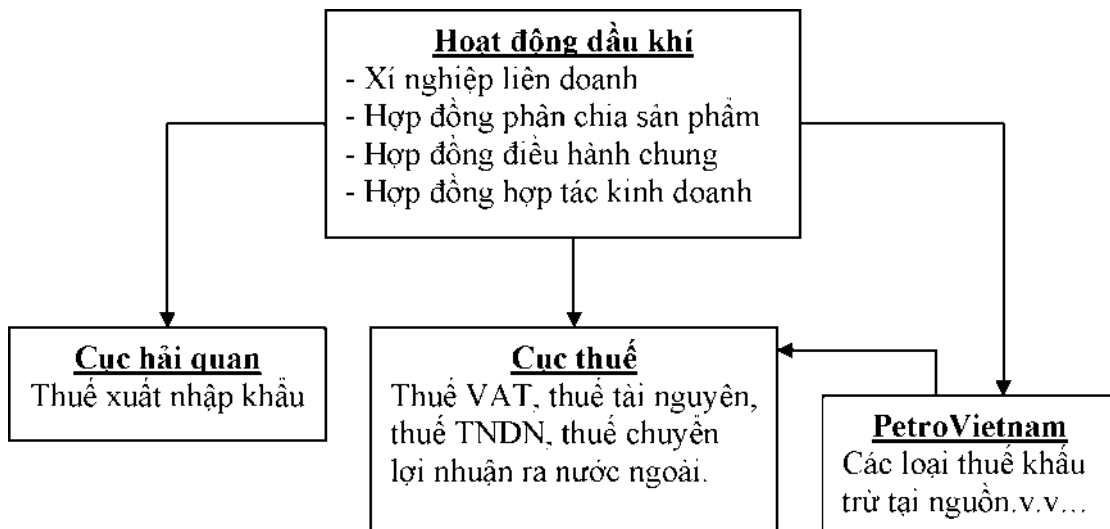 Hoạt động dầu khí
- Xí nghiệp liên doanh
- Hợp đồng phân chia sản phẩm
- Hợp đồng điều hành chung
- Hợp đồng hợp tác kinh doanh
Cục hải quan
Thuế xuất nhập khẩu
Cục thuế
Thuế VAT, thuế tài nguyên,
thuế TNDN, thuế chuyển
lợi nhuận ra nước ngoài.
PetroVietnam
Các loại thuế khấu
trừ tại nguồn.v.v...